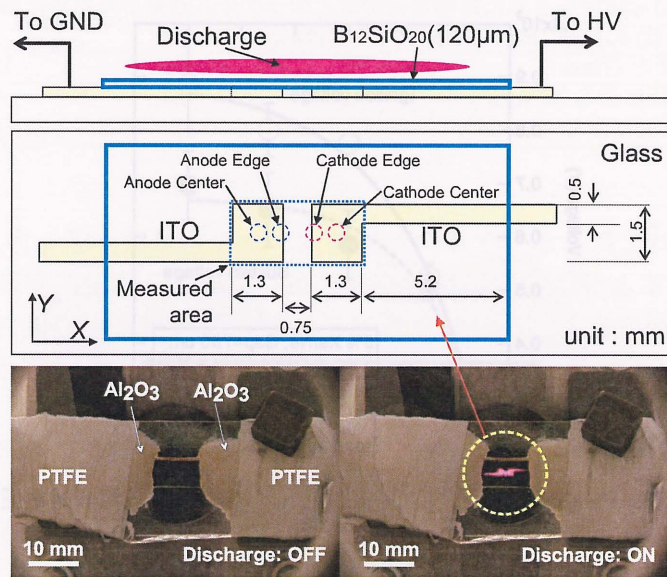 To GND
To HV
Discharge
B12SiO20(120μm)
Glass
Anode Edge
Cathode Edge
Anode Center
Cathode Center
0.5
1.5
ITO
ITO
Measured
area
1.3
1.3
5.2
0.75
Y
X
unit : mm
Al2O3
Al2O3
PTFE
PTFE
10 mm
Discharge: OFF
10 mm
Discharge: ON